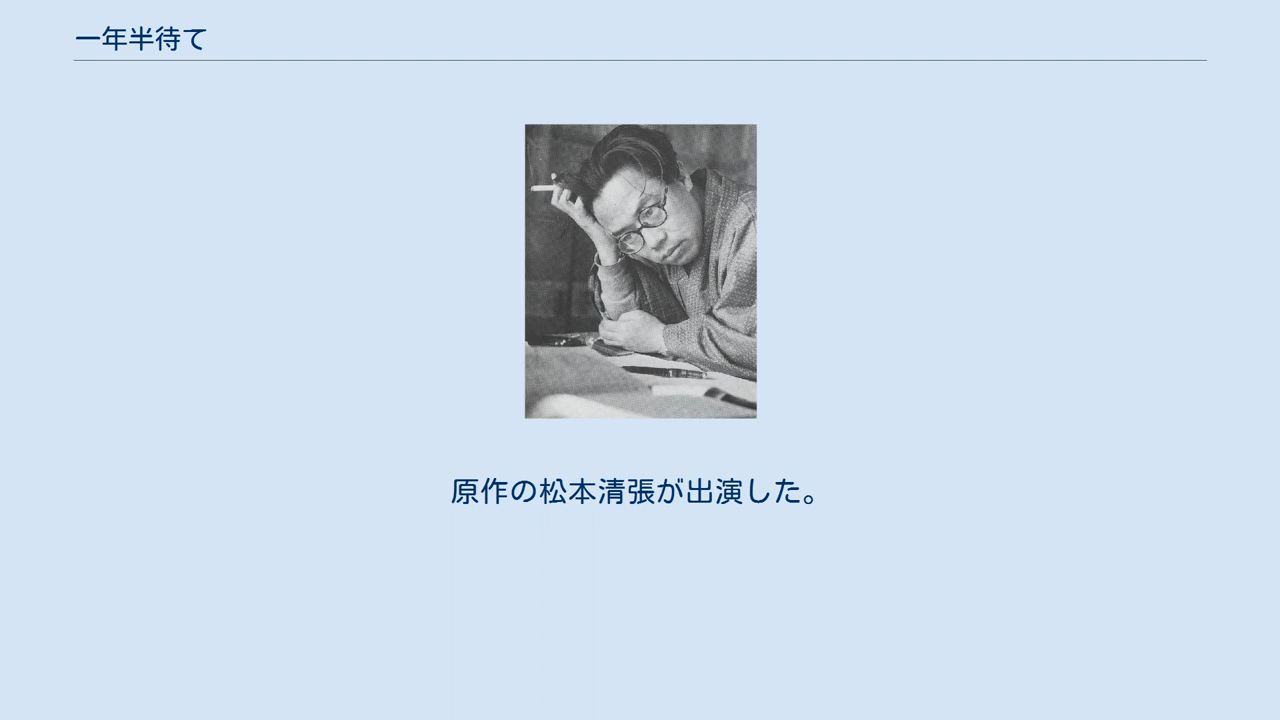 一年半待て
原作の松本清張が出演した。